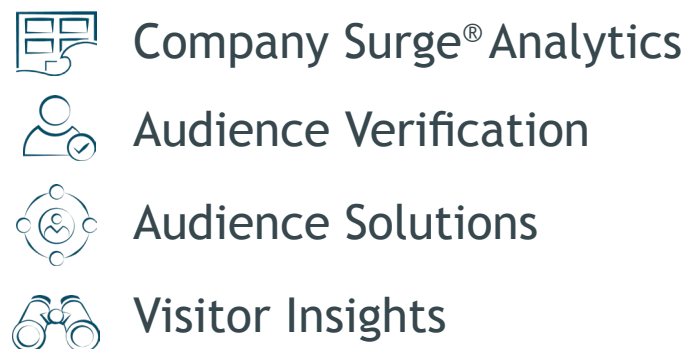 Company Surge® Analytics
Audience Verification
Audience Solutions
Visitor Insights